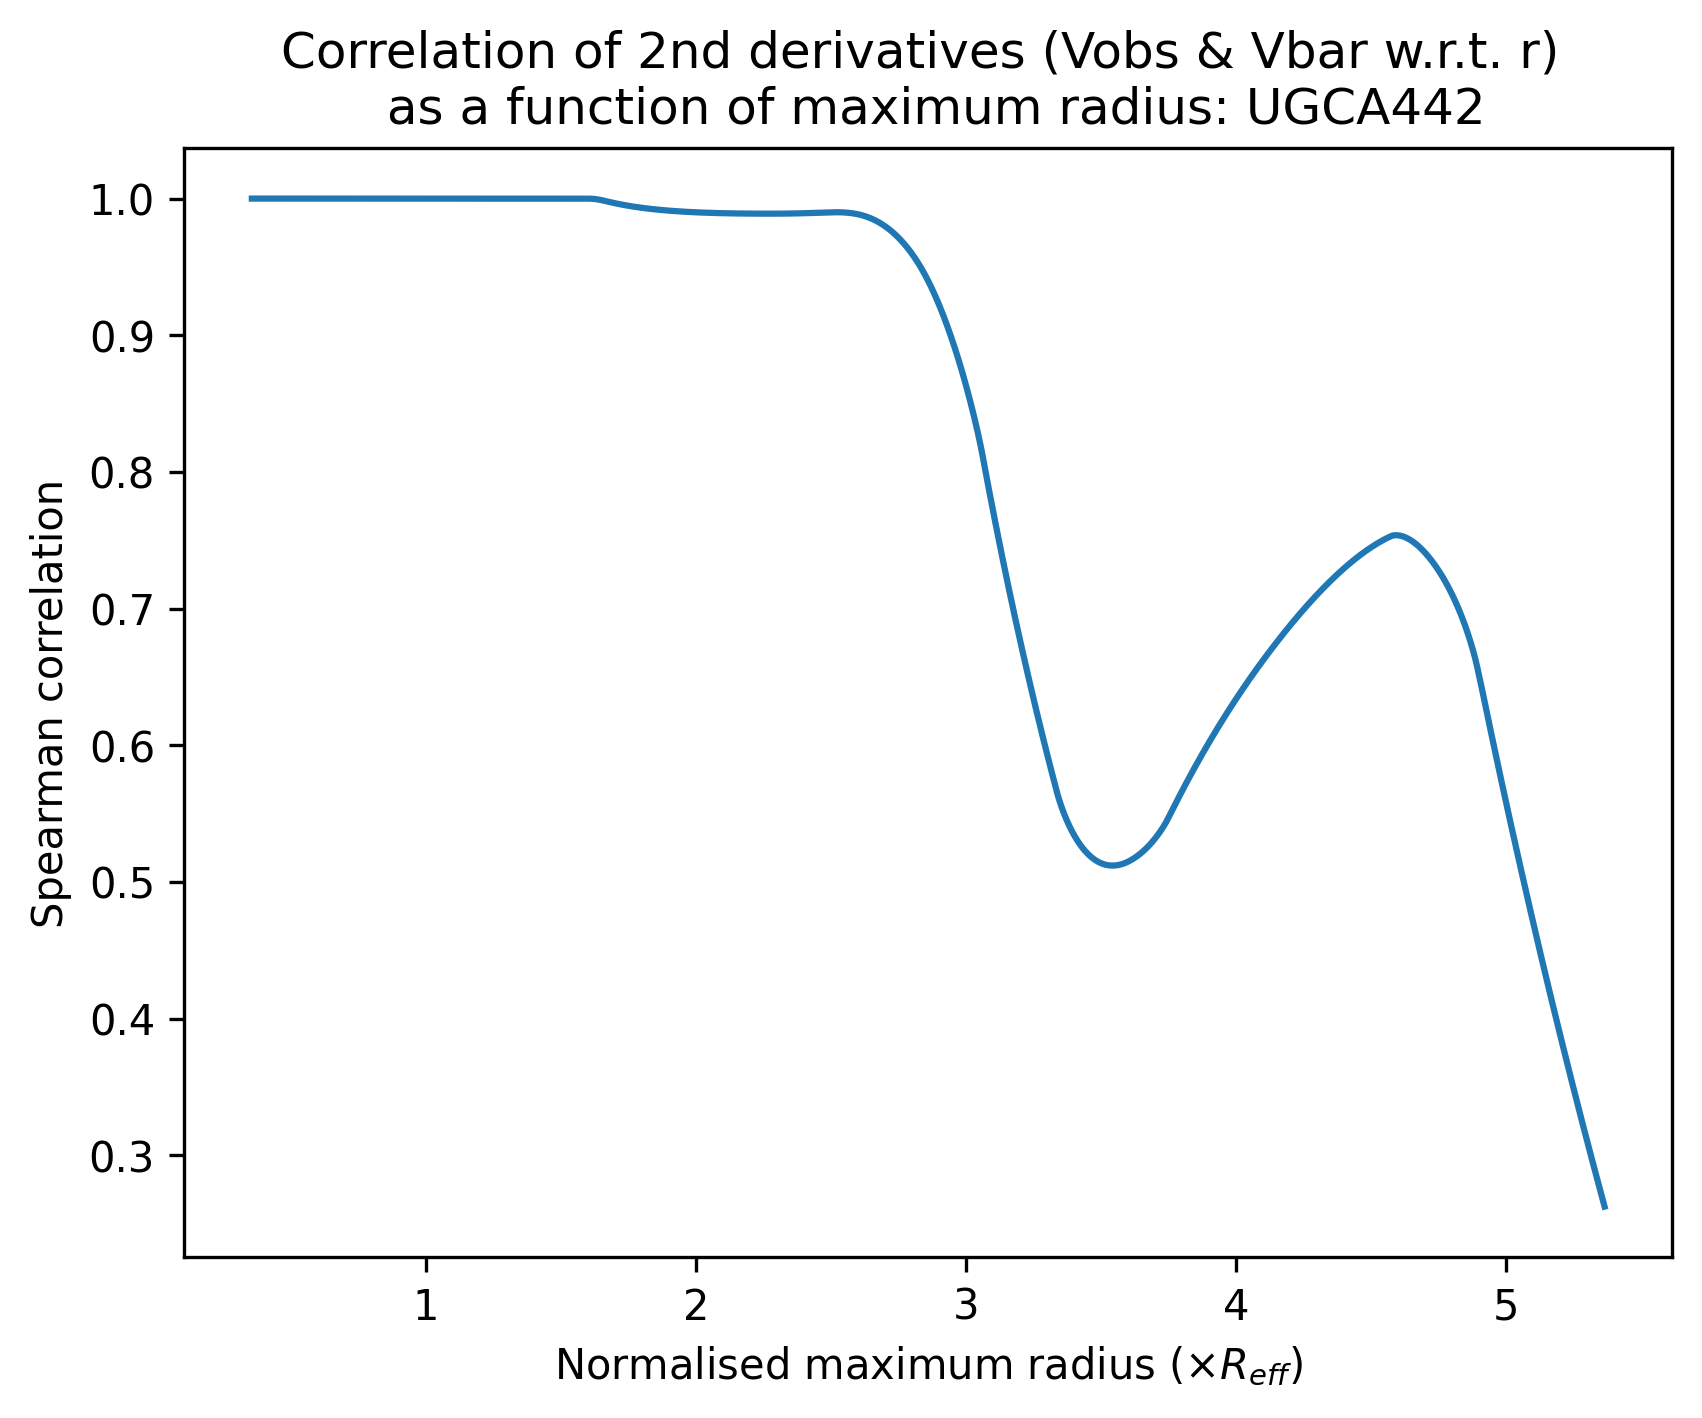 Correlation of 2nd derivatives (Vobs & Vbar w.r.t. r)
as a function of maximum radius: UGCA442
1.0
0.9
0.8
0.7
0.6
0.5
0.4
0.3
Spearman correlation
1 2 3 4 5
Normalised maximum radius (×R_eff)